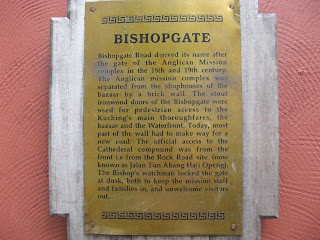 BISHOPGATE
Bishopgate Road derived its name after
the gate of the Anglican Mission
complex in the 18th and 19th century.
The Anglican mission complex was
separated from the shophouses of the
bazaar by a brick wall. The stout
ironwood doors of the Bishopgate were
used for pedestrian access to the
Kuching's main thoroughfares, the
bazaar and the Waterfront. Today, most
part of the wall had to make way for a
new road. The official access to the
Cathederal compound was from the
front i.e from the Rock Road site (now
known as Jalan Tun Abang Haji Openg).
The Bishop's watchman locked the gate
at dusk, both to keep the mission staff
and families in, and unwelcome visitors
out.